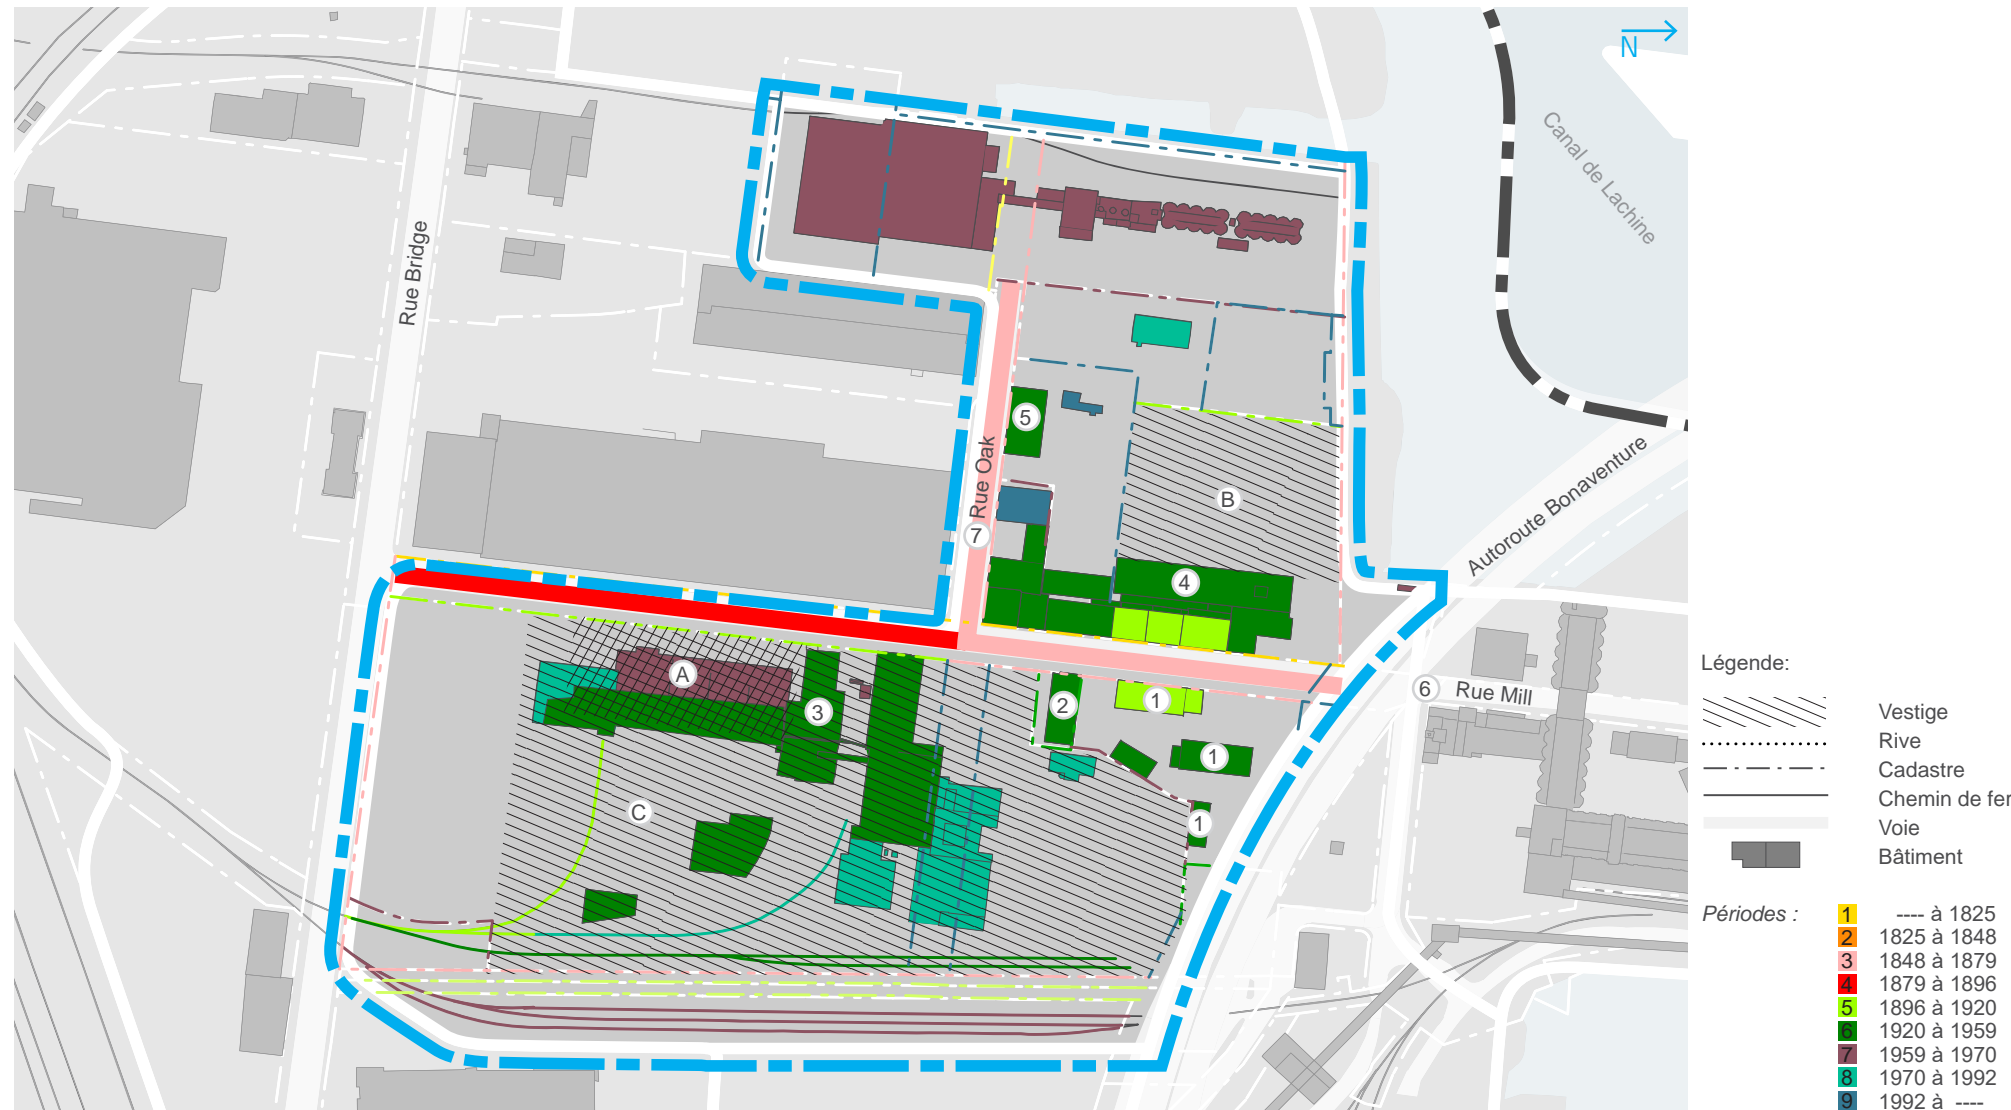 N
Canal de Lachine
Rue Bridge
5
Rue Oak
B
Autoroute Bonaventure
7
4
A
3
2
1
6
Rue Mill
1
C
1
Légende:
Vestige
Rive
Cadastre
Chemin de fer
Voie
Bâtiment
Périodes :
1 ---- à 1825
2 1825 à 1848
3 1848 à 1879
4 1879 à 1896
5 1896 à 1920
6 1920 à 1959
7 1959 à 1970
8 1970 à 1992
9 1992 à ----